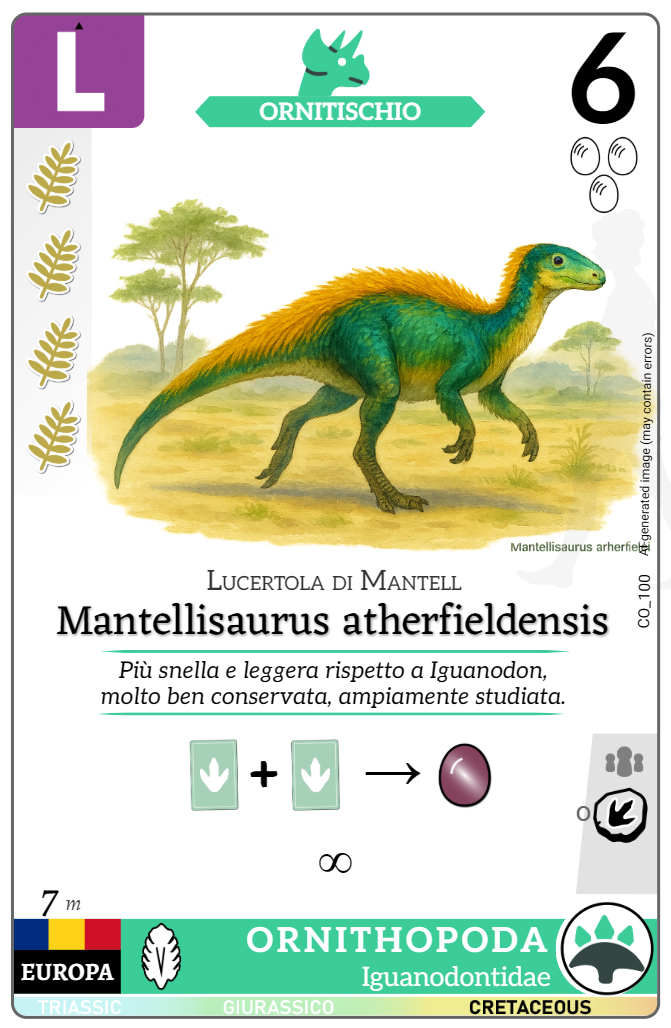 L
6
ORNITISCHIO
AI-generated image (may contain errors)
Mantellisaurus arherfiel
CO_100
LUCERTOLA DI MANTELL
Mantellisaurus atherfieldensis
Più snella e leggera rispetto a Iguanodon,
molto ben conservata, ampiamente studiata.
+ →
O
∞
7 m
EUROPA
ORNITHOPODA
Iguanodontidae
TRIASSIC GIURASSICO CRETACEOUS